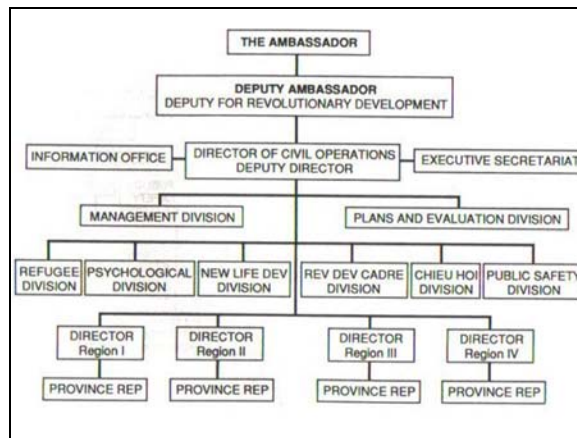 THE AMBASSADOR
DEPUTY AMBASSADOR
DEPUTY FOR REVOLUTIONARY DEVELOPMENT
INFORMATION OFFICE
DIRECTOR OF CIVIL OPERATIONS
DEPUTY DIRECTOR
EXECUTIVE SECRETARIAT
MANAGEMENT DIVISION
PLANS AND EVALUATION DIVISION
REFUGEE
DIVISION
PSYCHOLOGICAL
DIVISION
NEW LIFE DEV
DIVISION
REV DEV CADRE
DIVISION
CHIEU HOI
DIVISION
PUBLIC SAFETY
DIVISION
DIRECTOR
Region I
DIRECTOR
Region II
DIRECTOR
Region III
DIRECTOR
Region IV
PROVINCE REP
PROVINCE REP
PROVINCE REP
PROVINCE REP